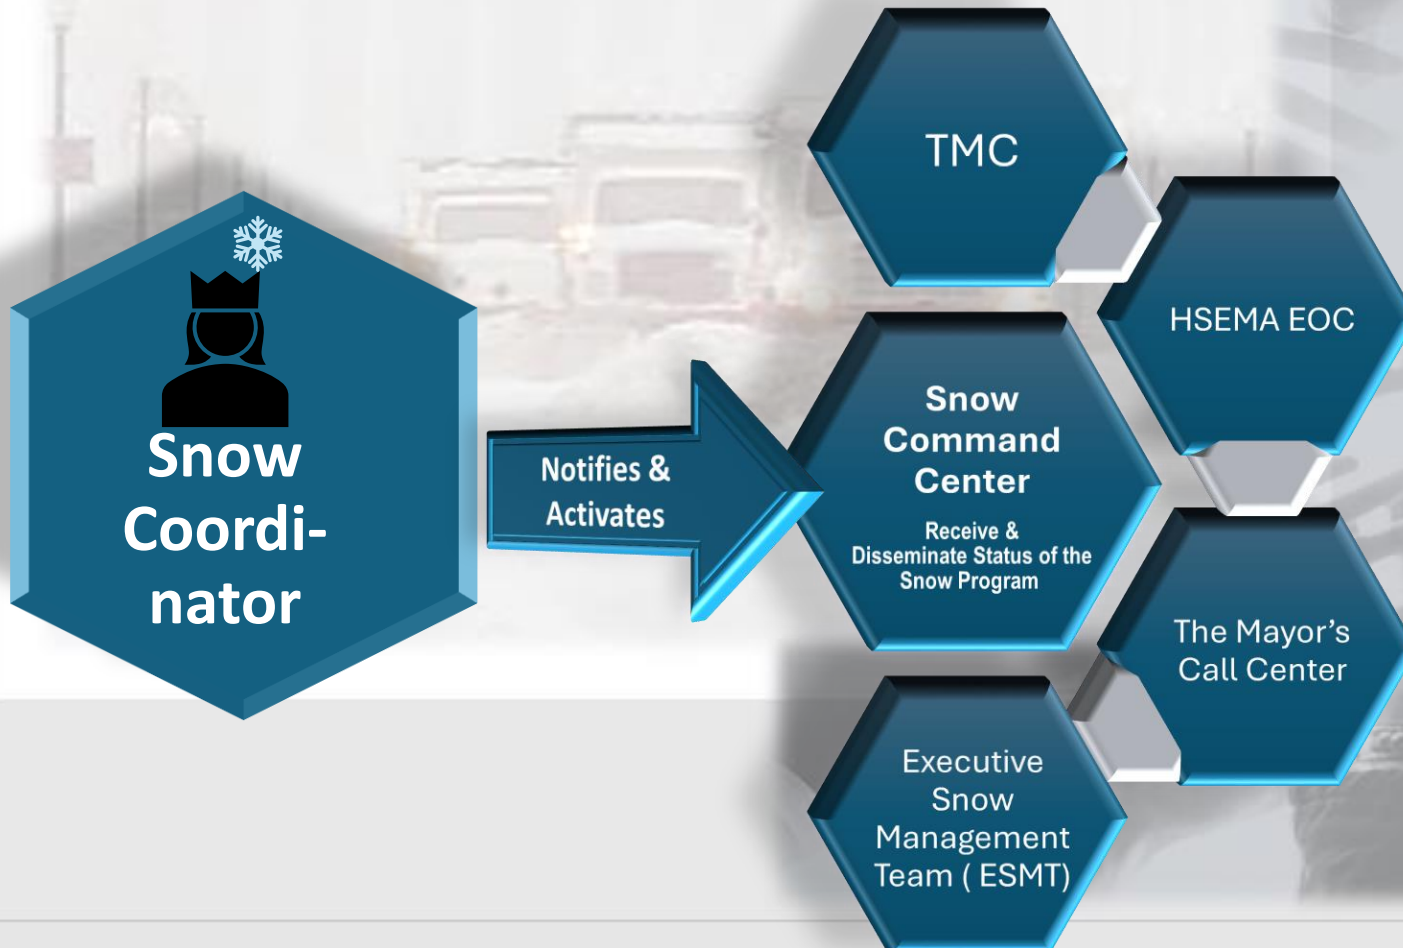 Snow
Coordi-
nator
Notifies &
Activates
TMC
HSEMA EOC
Snow
Command
Center
Receive &
Disseminate Status of the
Snow Program
The Mayor’s
Call Center
Executive
Snow
Management
Team ( ESMT)